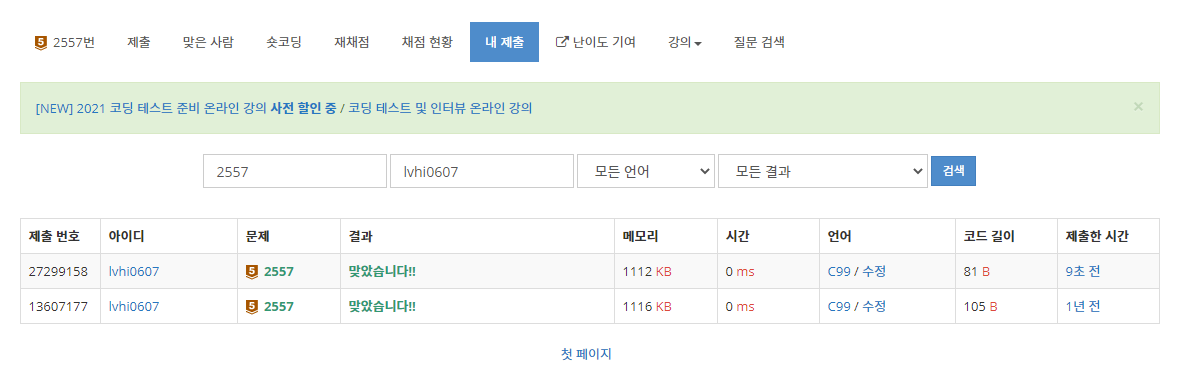 5 2557번 제출 맞은 사람 숏코딩 재채점 채점 현황 내 제출 난이도 기여 강의 질문 검색
[NEW] 2021 코딩 테스트 준비 온라인 강의 사전 할인 중 / 코딩 테스트 및 인터뷰 온라인 강의 ×
2557 lvhi0607 모든 언어 모든 결과 검색
제출 번호 아이디 문제 결과 메모리 시간 언어 코드 길이 제출한 시간
27299158 lvhi0607 5 2557 맞았습니다!! 1112 KB 0 ms C99 / 수정 81 B 9초 전
13607177 lvhi0607 5 2557 맞았습니다!! 1116 KB 0 ms C99 / 수정 105 B 1년 전
첫 페이지